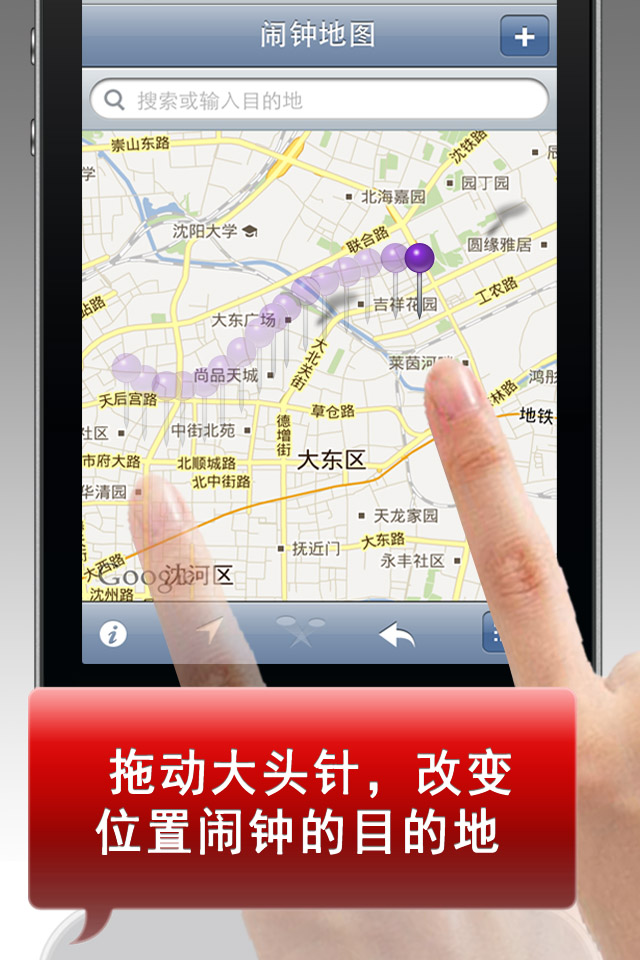 闹钟地图
搜索或输入目的地
崇山东路
沈铁路
学
园丁园
北海嘉园
沈阳大学
联合路
圆缘雅居
工农路
吉祥花园
大东广场
大北关街
莱茵河畔
尚品天城
天后宫路
草仓路
林路
地铁
德增街
社区
中街北苑
大东区
市府大路
北顺城路
北中街路
华清园
天龙家园
抚近门
大东路
永丰社区
大西路
Google
沈河区
沈州路
拖动大头针，改变
位置闹钟的目的地